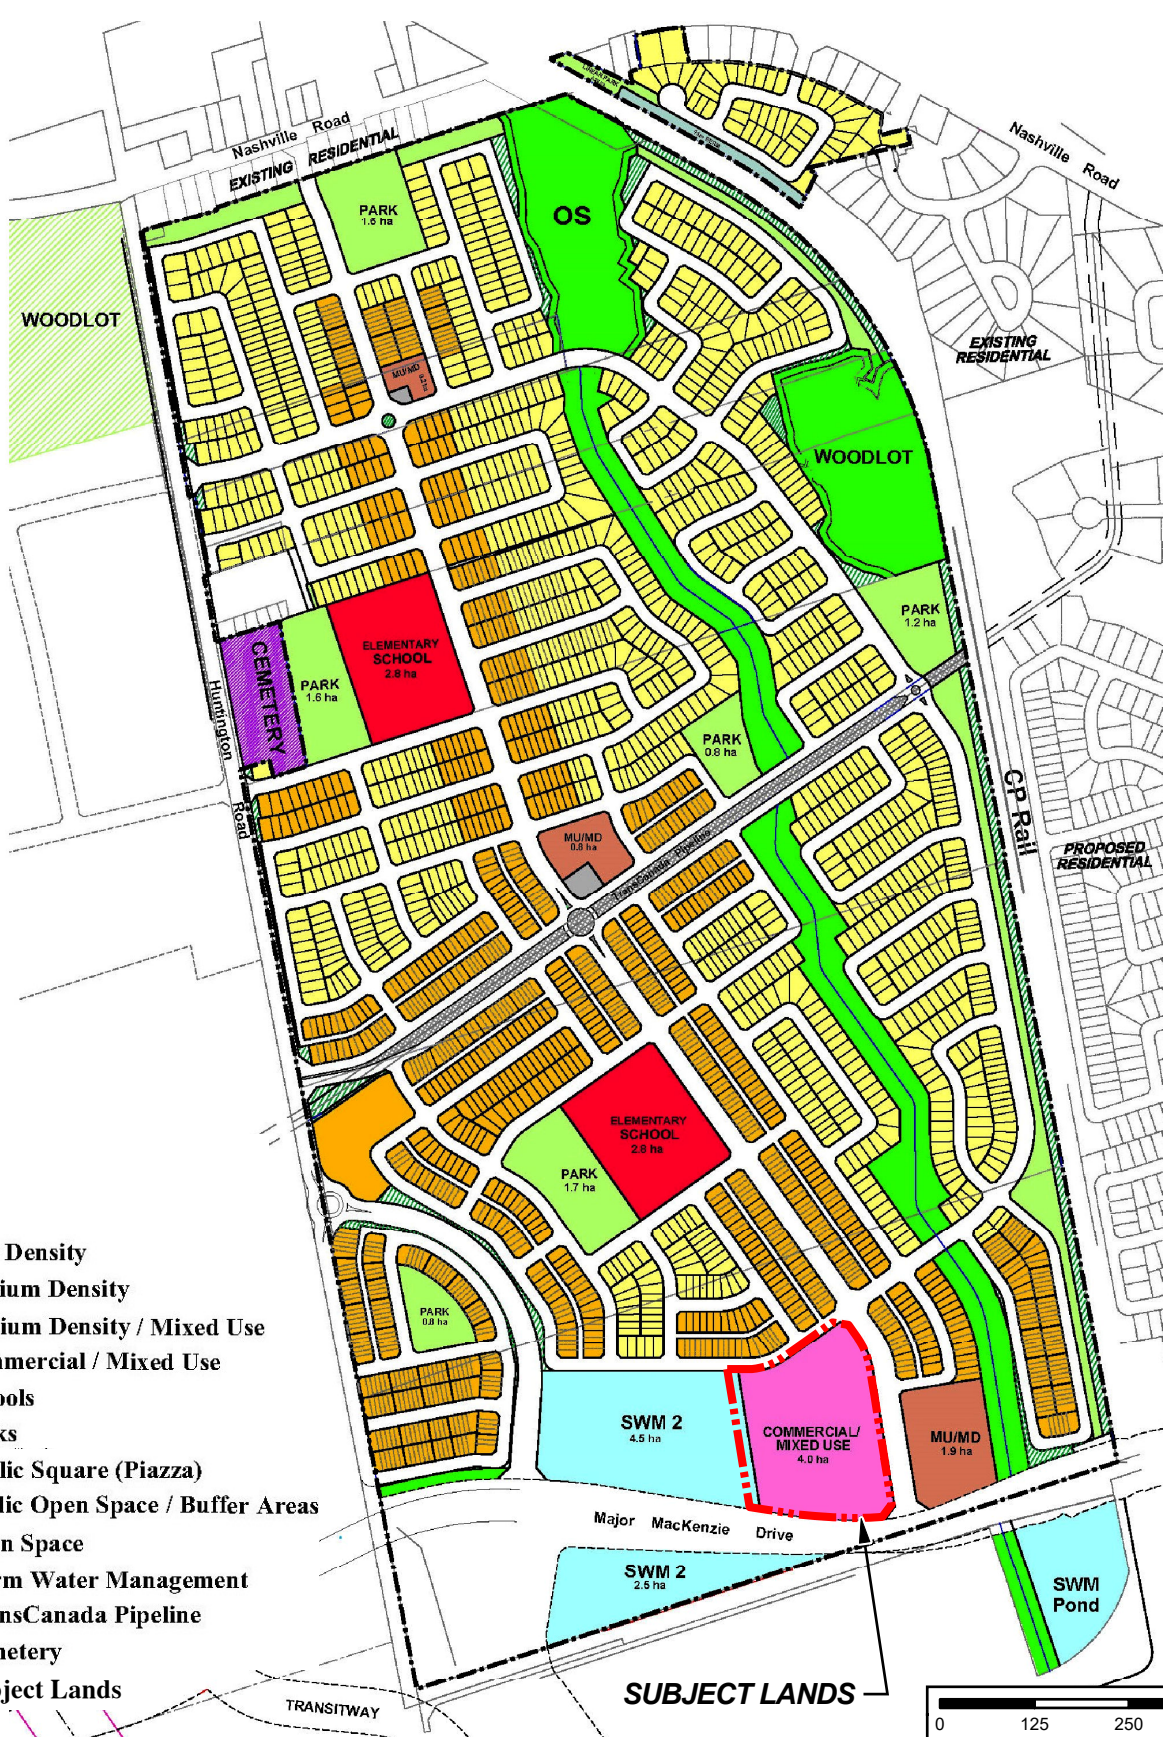 Nashville Road
EXISTING RESIDENTIAL
LINEAR PARK
Nashville Road
PARK
1.6 ha
OS
WOODLOT
EXISTING
RESIDENTIAL
MU/MD
0.2 ha
WOODLOT
PARK
1.2 ha
ELEMENTARY
SCHOOL
2.8 ha
CEMETERY
PARK
1.6 ha
Huntington
Road
PARK
0.8 ha
CP Rail
MU/MD
0.8 ha
TransCanada Pipeline
PROPOSED
RESIDENTIAL
ELEMENTARY
SCHOOL
2.8 ha
PARK
1.7 ha
PARK
0.8 ha
SWM 2
4.5 ha
COMMERCIAL/
MIXED USE
4.0 ha
MU/MD
1.9 ha
Major MacKenzie Drive
SWM 2
2.5 ha
SWM
Pond
SUBJECT LANDS
TRANSITWAY
Density
ium Density
ium Density / Mixed Use
nmercial / Mixed Use
ools
ks
lic Square (Piazza)
lic Open Space / Buffer Areas
n Space
rm Water Management
nsCanada Pipeline
netery
ject Lands
0 125 250